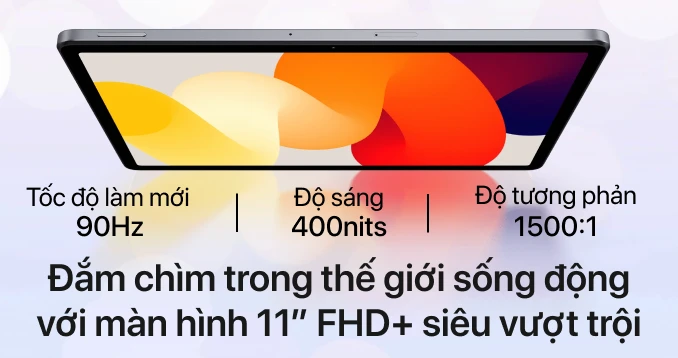 Tốc độ làm mới
90Hz
Độ sáng
400nits
Độ tương phản
1500:1
Đắm chìm trong thế giới sống động
với màn hình 11” FHD+ siêu vượt trội